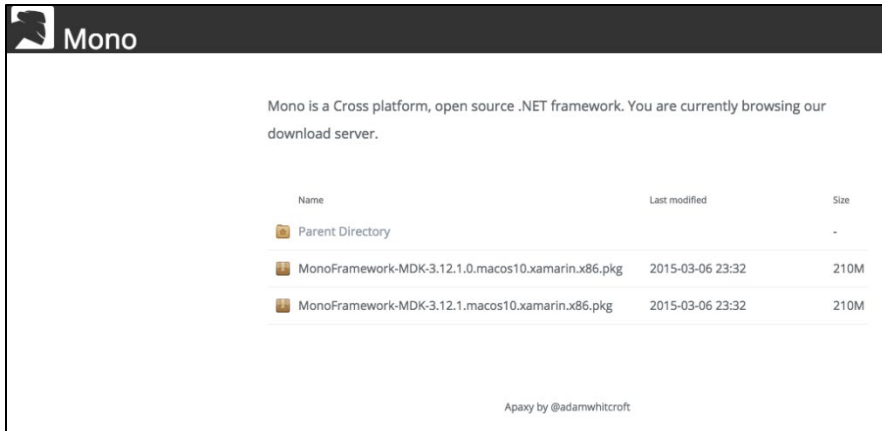 Mono
Mono is a Cross platform, open source .NET framework. You are currently browsing our
download server.
Name Last modified Size
Parent Directory -
MonoFramework-MDK-3.12.1.0.macos10.xamarin.x86.pkg 2015-03-06 23:32 210M
MonoFramework-MDK-3.12.1.macos10.xamarin.x86.pkg 2015-03-06 23:32 210M
Apaxy by @adamwhitcroft